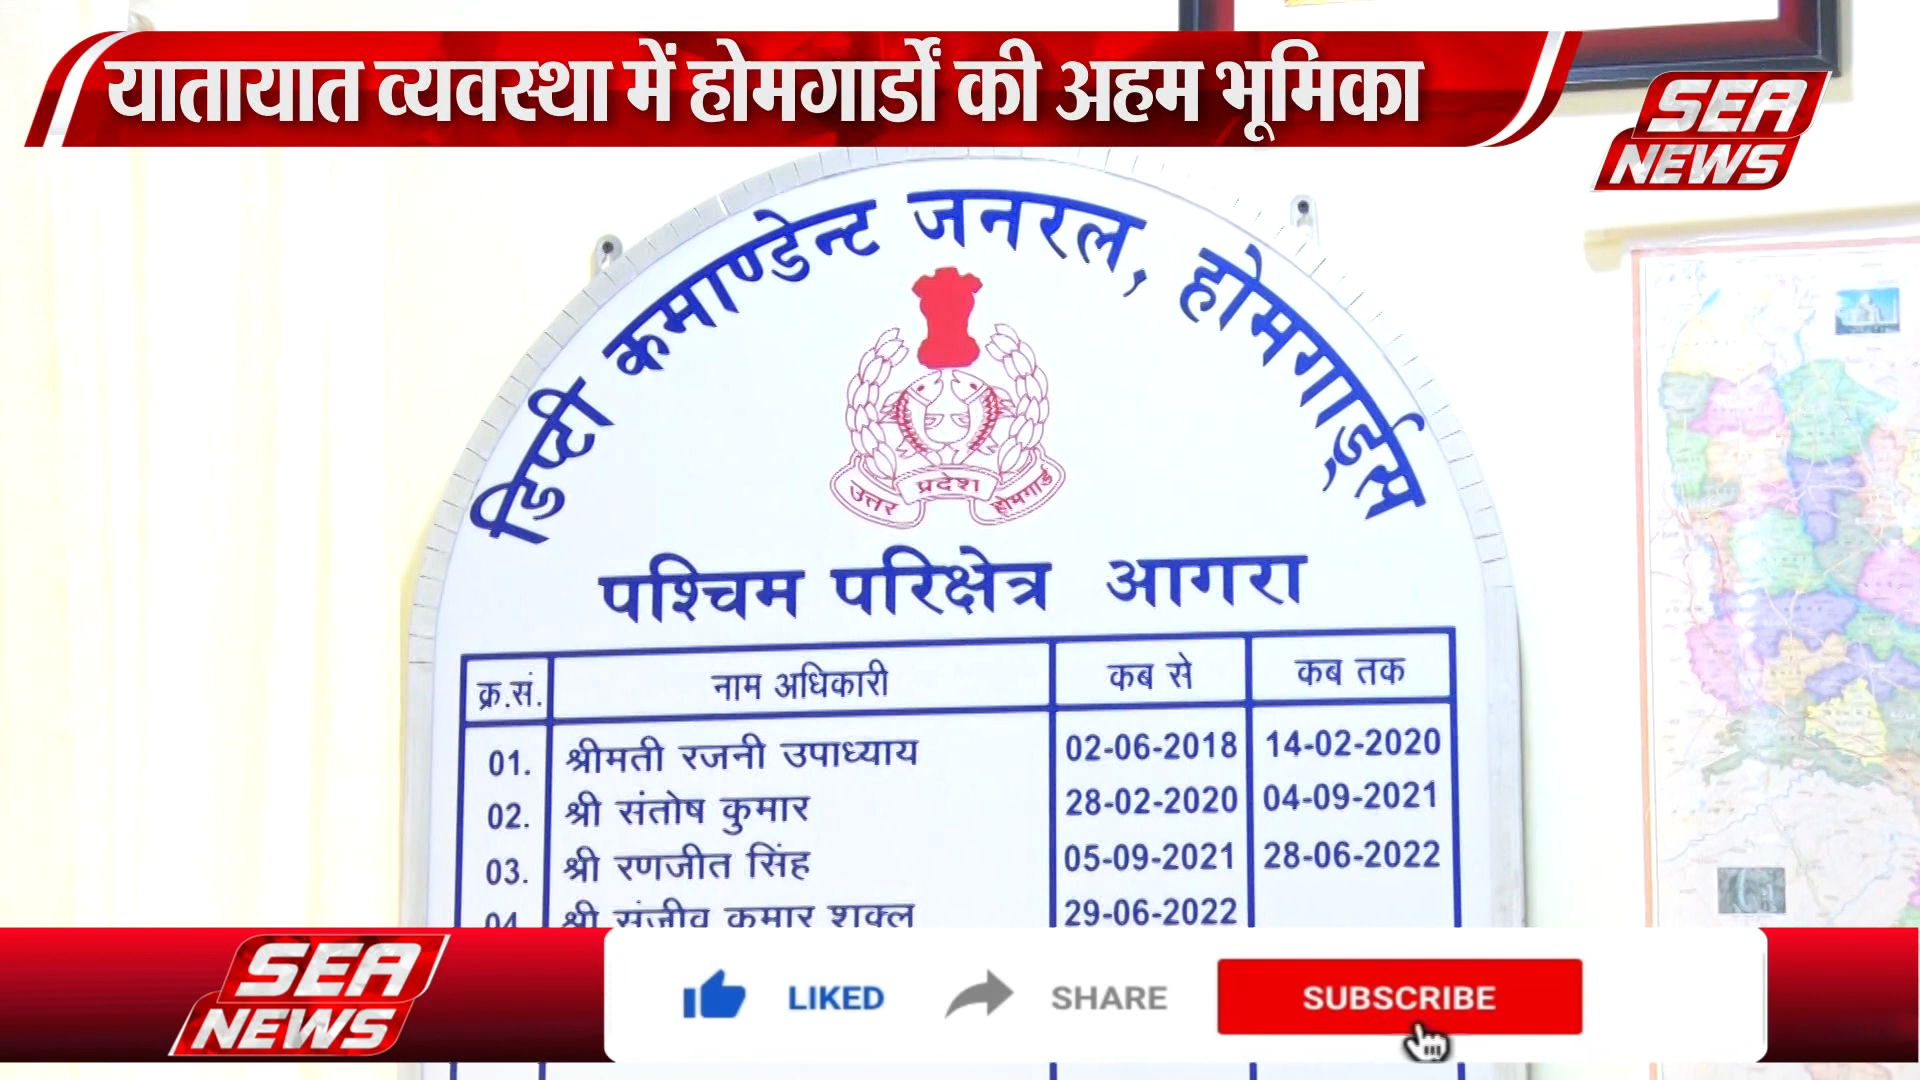 यातायात व्यवस्था में होमगार्डों की अहम भूमिका
SEA
NEWS
डिप्टी कमाण्डेन्ट जनरल, होमगार्ड्स
उत्तर प्रदेश होमगार्ड
पश्चिम परिक्षेत्र आगरा
क्र.सं. नाम अधिकारी कब से कब तक
01. श्रीमती रजनी उपाध्याय 02-06-2018 14-02-2020
02. श्री संतोष कुमार 28-02-2020 04-09-2021
03. श्री रणजीत सिंह 05-09-2021 28-06-2022
04. श्री संजीव कुमार शुक्ल 29-06-2022
SEA
NEWS
LIKED SHARE SUBSCRIBE